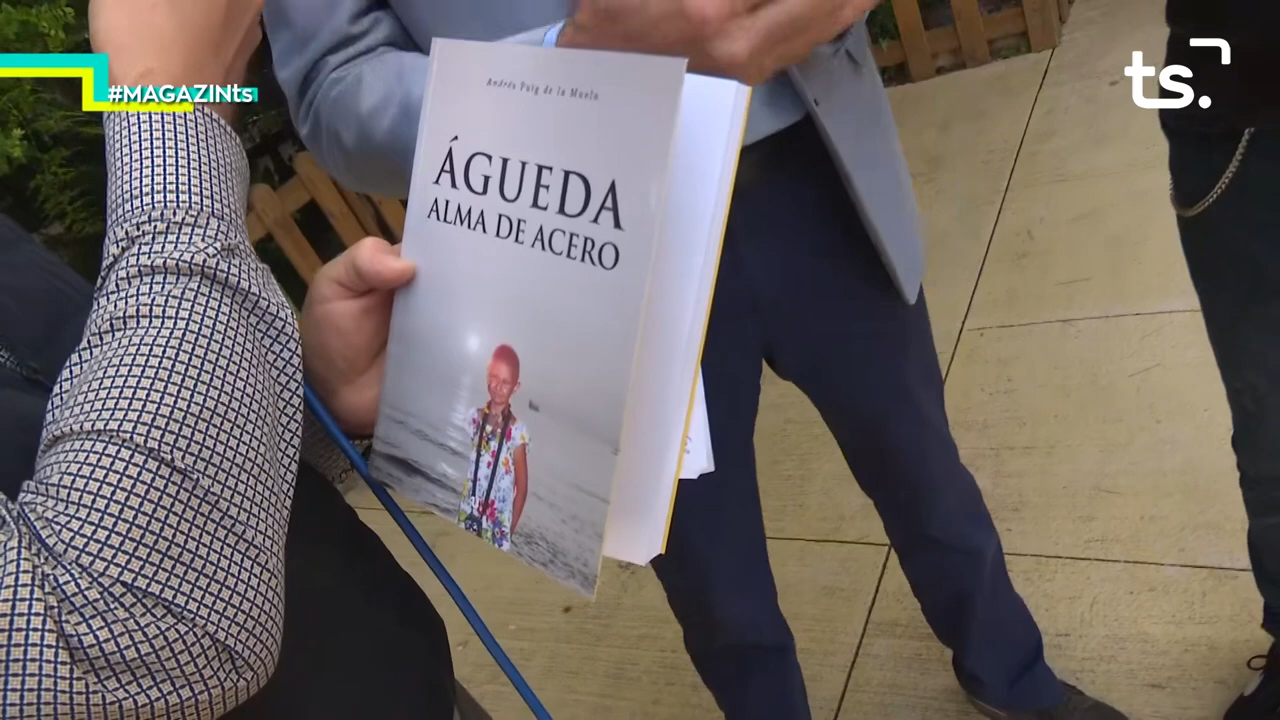 #MAGAZINts
ts.
Andrés Puig de la Muela
ÁGUEDA
ALMA DE ACERO